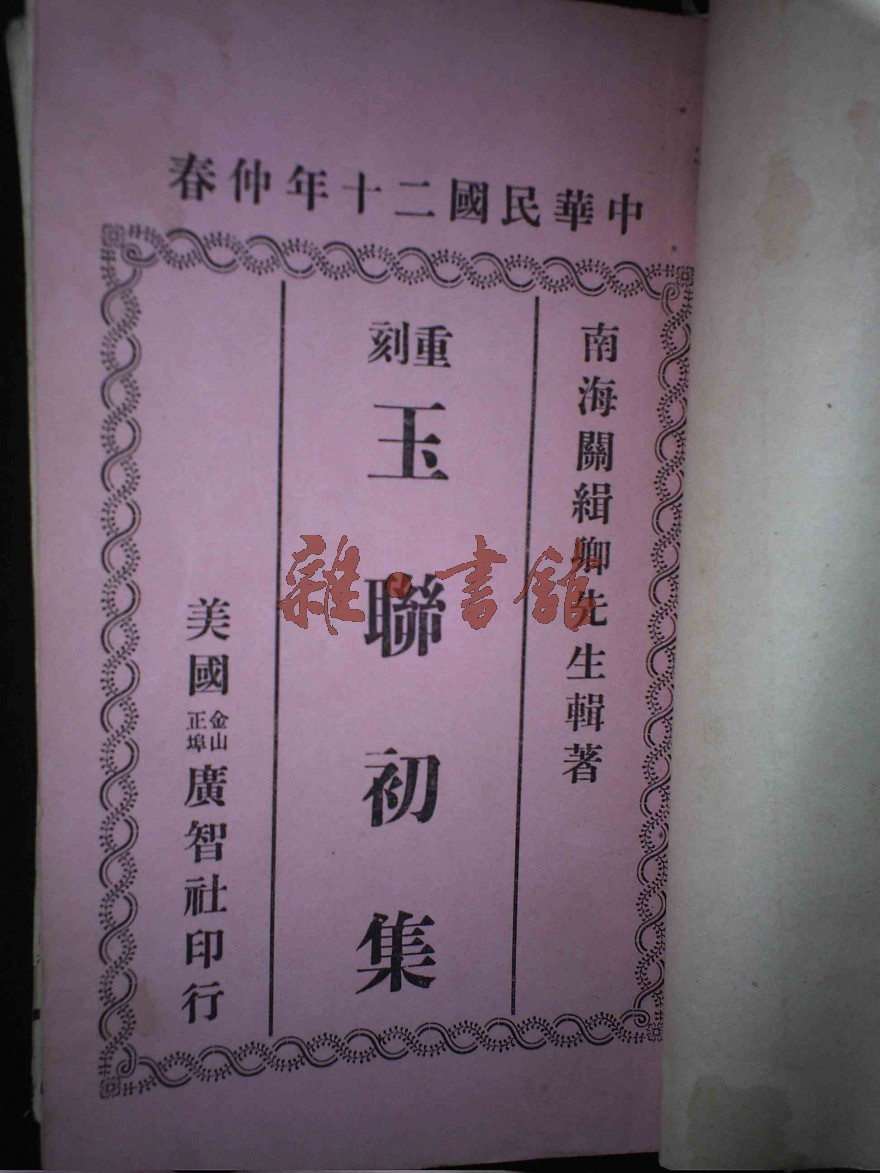 中華民國二十年仲春
南海關緝卿先生輯著
重刻
玉聯初集
美國金山正埠廣智社印行
雜·書館